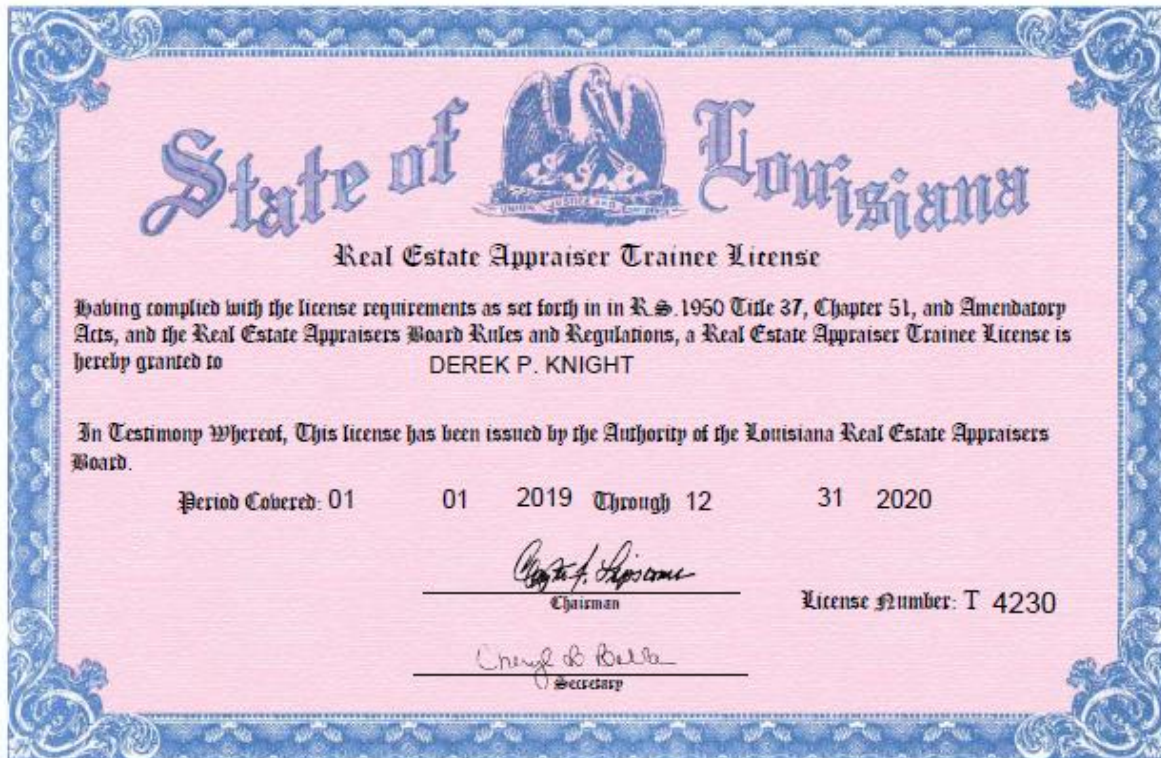 State of Louisiana
UNION, JUSTICE AND CONFIDENCE
Real Estate Appraiser Trainee License
Having complied with the license requirements as set forth in in R.S. 1950 Title 37, Chapter 51, and Amendatory
Acts, and the Real Estate Appraisers Board Rules and Regulations, a Real Estate Appraiser Trainee License is
hereby granted to DEREK P. KNIGHT
In Testimony Whereof, This license has been issued by the Authority of the Louisiana Real Estate Appraisers
Board.
Period Covered: 01 01 2019 Through 12 31 2020
Chairman
License Number: T 4230
Secretary